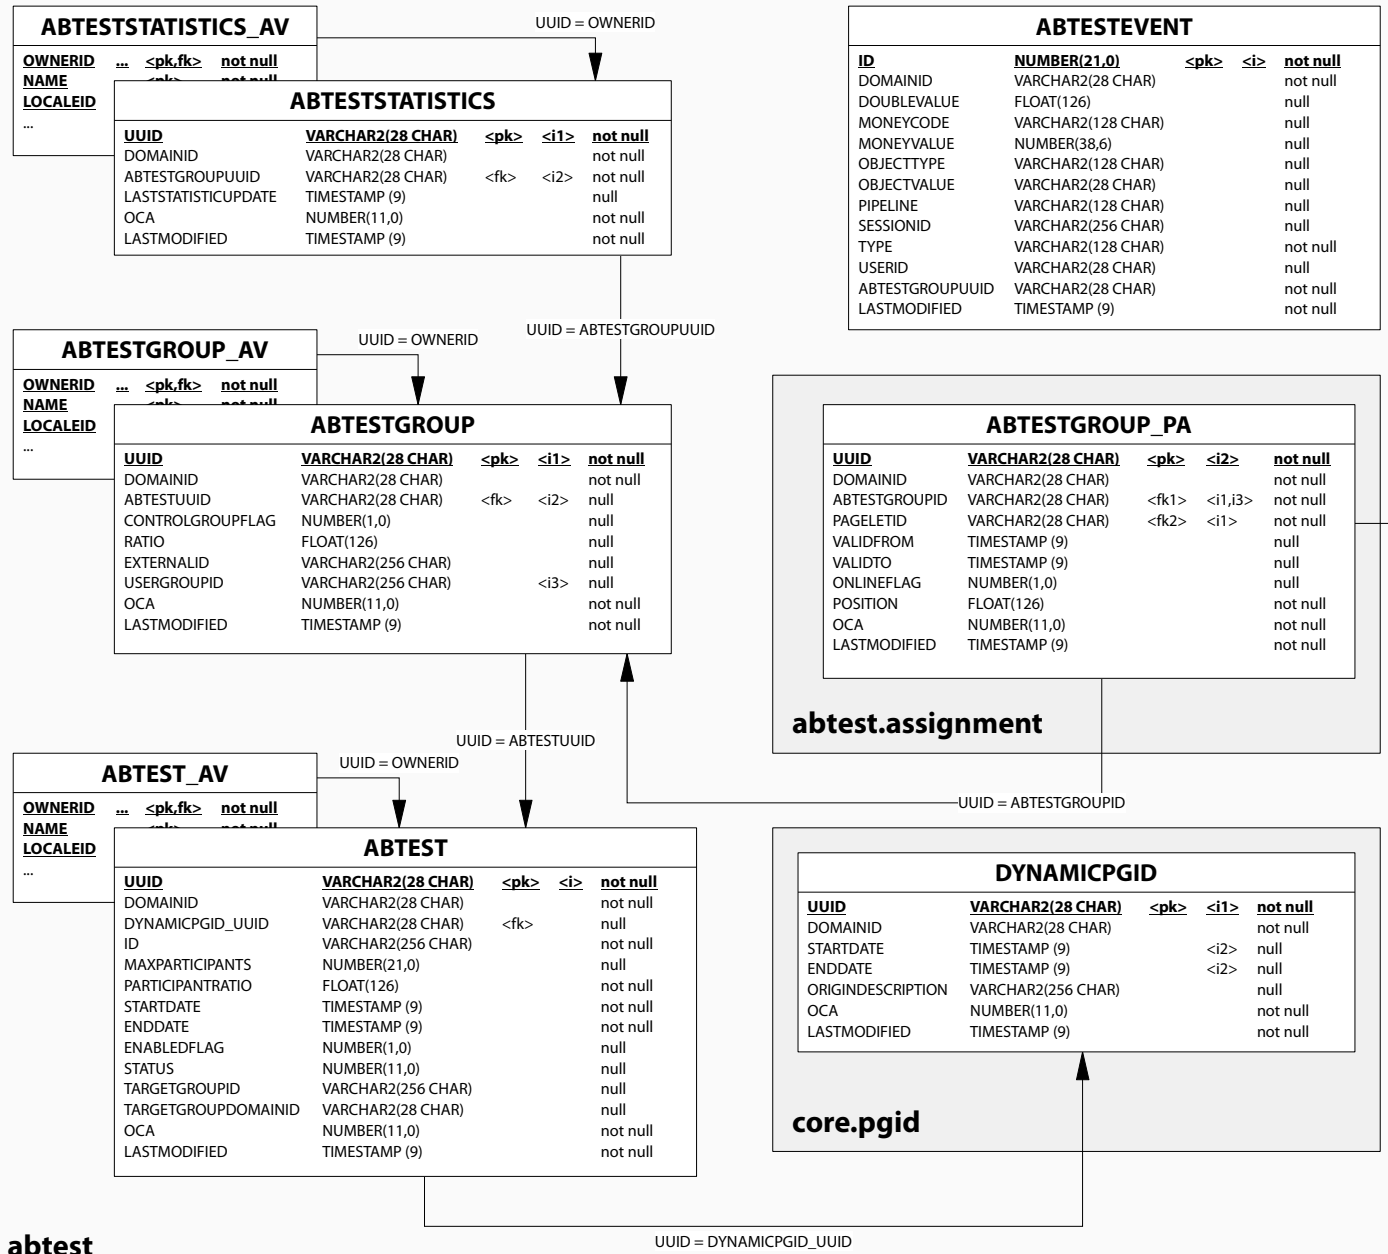 ABTESTSTATISTICS_AV
OWNERID ... <pk,fk> not null
NAME
LOCALEID
...
UUID = OWNERID
ABTESTSTATISTICS
UUID VARCHAR2(28 CHAR) <pk> <i1> not null
DOMAINID VARCHAR2(28 CHAR) not null
ABTESTGROUPUUID VARCHAR2(28 CHAR) <fk> <i2> not null
LASTSTATISTICUPDATE TIMESTAMP (9) null
OCA NUMBER(11,0) not null
LASTMODIFIED TIMESTAMP (9) not null
ABTESTEVENT
ID NUMBER(21,0) <pk> <i> not null
DOMAINID VARCHAR2(28 CHAR) not null
DOUBLEVALUE FLOAT(126) null
MONEYCODE VARCHAR2(128 CHAR) null
MONEYVALUE NUMBER(38,6) null
OBJECTTYPE VARCHAR2(128 CHAR) null
OBJECTVALUE VARCHAR2(28 CHAR) null
PIPELINE VARCHAR2(128 CHAR) null
SESSIONID VARCHAR2(256 CHAR) null
TYPE VARCHAR2(128 CHAR) not null
USERID VARCHAR2(28 CHAR) null
ABTESTGROUPUUID VARCHAR2(28 CHAR) not null
LASTMODIFIED TIMESTAMP (9) not null
UUID = ABTESTGROUPUUID
ABTESTGROUP_AV
OWNERID ... <pk,fk> not null
NAME
LOCALEID
...
UUID = OWNERID
ABTESTGROUP
UUID VARCHAR2(28 CHAR) <pk> <i1> not null
DOMAINID VARCHAR2(28 CHAR) not null
ABTESTUUID VARCHAR2(28 CHAR) <fk> <i2> null
CONTROLGROUPFLAG NUMBER(1,0) null
RATIO FLOAT(126) null
EXTERNALID VARCHAR2(256 CHAR) null
USERGROUPID VARCHAR2(256 CHAR) <i3> null
OCA NUMBER(11,0) not null
LASTMODIFIED TIMESTAMP (9) not null
ABTESTGROUP_PA
UUID VARCHAR2(28 CHAR) <pk> <i2> not null
DOMAINID VARCHAR2(28 CHAR) not null
ABTESTGROUPID VARCHAR2(28 CHAR) <fk1> <i1,i3> not null
PAGELETID VARCHAR2(28 CHAR) <fk2> <i1> not null
VALIDFROM TIMESTAMP (9) null
VALIDTO TIMESTAMP (9) null
ONLINEFLAG NUMBER(1,0) null
POSITION FLOAT(126) not null
OCA NUMBER(11,0) not null
LASTMODIFIED TIMESTAMP (9) not null
abtest.assignment
UUID = ABTESTUUID
UUID = ABTESTGROUPID
ABTEST_AV
OWNERID ... <pk,fk> not null
NAME
LOCALEID
...
UUID = OWNERID
ABTEST
UUID VARCHAR2(28 CHAR) <pk> <i> not null
DOMAINID VARCHAR2(28 CHAR) not null
DYNAMICPGID_UUID VARCHAR2(28 CHAR) <fk> null
ID VARCHAR2(256 CHAR) not null
MAXPARTICIPANTS NUMBER(21,0) null
PARTICIPANTRATIO FLOAT(126) not null
STARTDATE TIMESTAMP (9) not null
ENDDATE TIMESTAMP (9) not null
ENABLEDFLAG NUMBER(1,0) null
STATUS NUMBER(11,0) null
TARGETGROUPID VARCHAR2(256 CHAR) null
TARGETGROUPDOMAINID VARCHAR2(28 CHAR) null
OCA NUMBER(11,0) not null
LASTMODIFIED TIMESTAMP (9) not null
DYNAMICPGID
UUID VARCHAR2(28 CHAR) <pk> <i1> not null
DOMAINID VARCHAR2(28 CHAR) not null
STARTDATE TIMESTAMP (9) <i2> null
ENDDATE TIMESTAMP (9) <i2> null
ORIGINDESCRIPTION VARCHAR2(256 CHAR) null
OCA NUMBER(11,0) not null
LASTMODIFIED TIMESTAMP (9) not null
core.pgid
UUID = DYNAMICPGID_UUID
abtest